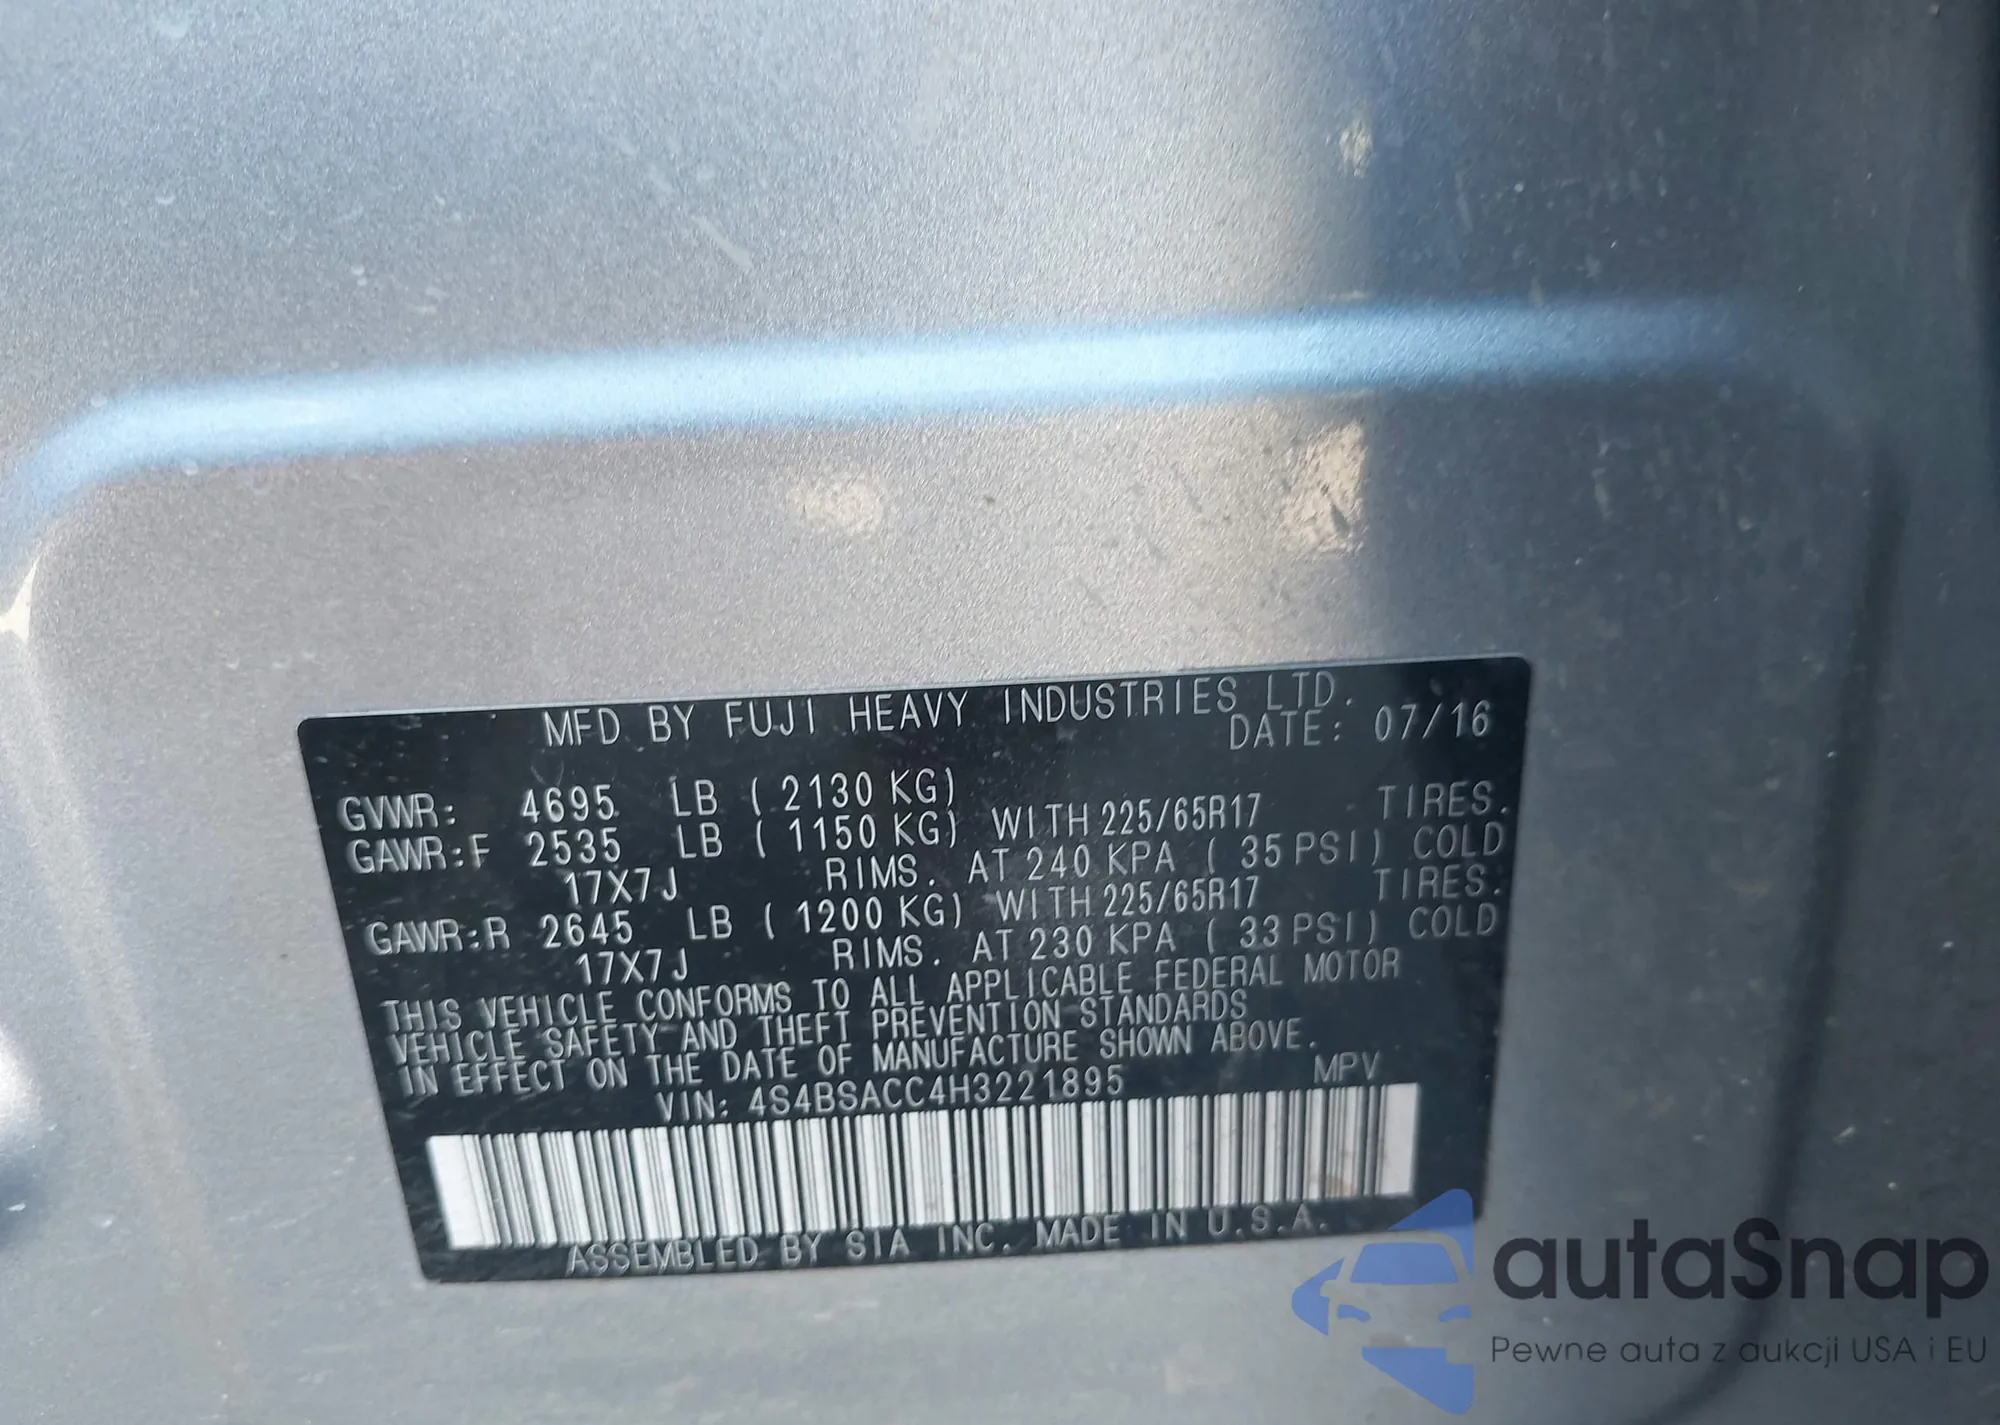 MFD BY FUJI HEAVY INDUSTRIES LTD.
DATE: 07/16
GVWR: 4695 LB ( 2130 KG)
GAWR:F 2535 LB ( 1150 KG) WITH 225/65R17 TIRES.
17X7J RIMS. AT 240 KPA ( 35 PSI) COLD
GAWR:R 2645 LB ( 1200 KG) WITH 225/65R17 TIRES.
17X7J RIMS. AT 230 KPA ( 33 PSI) COLD
THIS VEHICLE CONFORMS TO ALL APPLICABLE FEDERAL MOTOR
VEHICLE SAFETY AND THEFT PREVENTION STANDARDS
IN EFFECT ON THE DATE OF MANUFACTURE SHOWN ABOVE.
VIN: 4S4BSACC4H3221895 MPV
ASSEMBLED BY SIA INC. MADE IN U.S.A.
autaSnap
Pewne auta z aukcji USA i EU